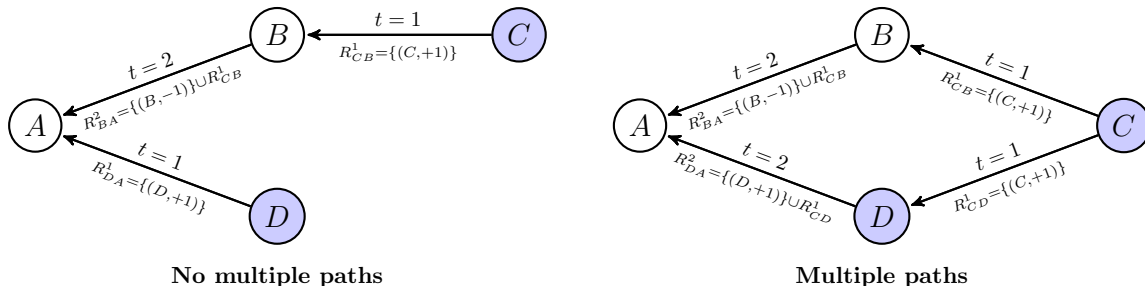 B
t = 1
C
R^1_{CB}={(C,+1)}
t = 2
R^2_{BA}={(B,−1)}∪R^1_{CB}
A
t = 1
R^1_{DA}={(D,+1)}
D
No multiple paths
B
t = 1
R^1_{CB}={(C,+1)}
t = 2
R^2_{BA}={(B,−1)}∪R^1_{CB}
A
C
t = 2
R^2_{DA}={(D,+1)}∪R^1_{CD}
t = 1
R^1_{CD}={(C,+1)}
D
Multiple paths